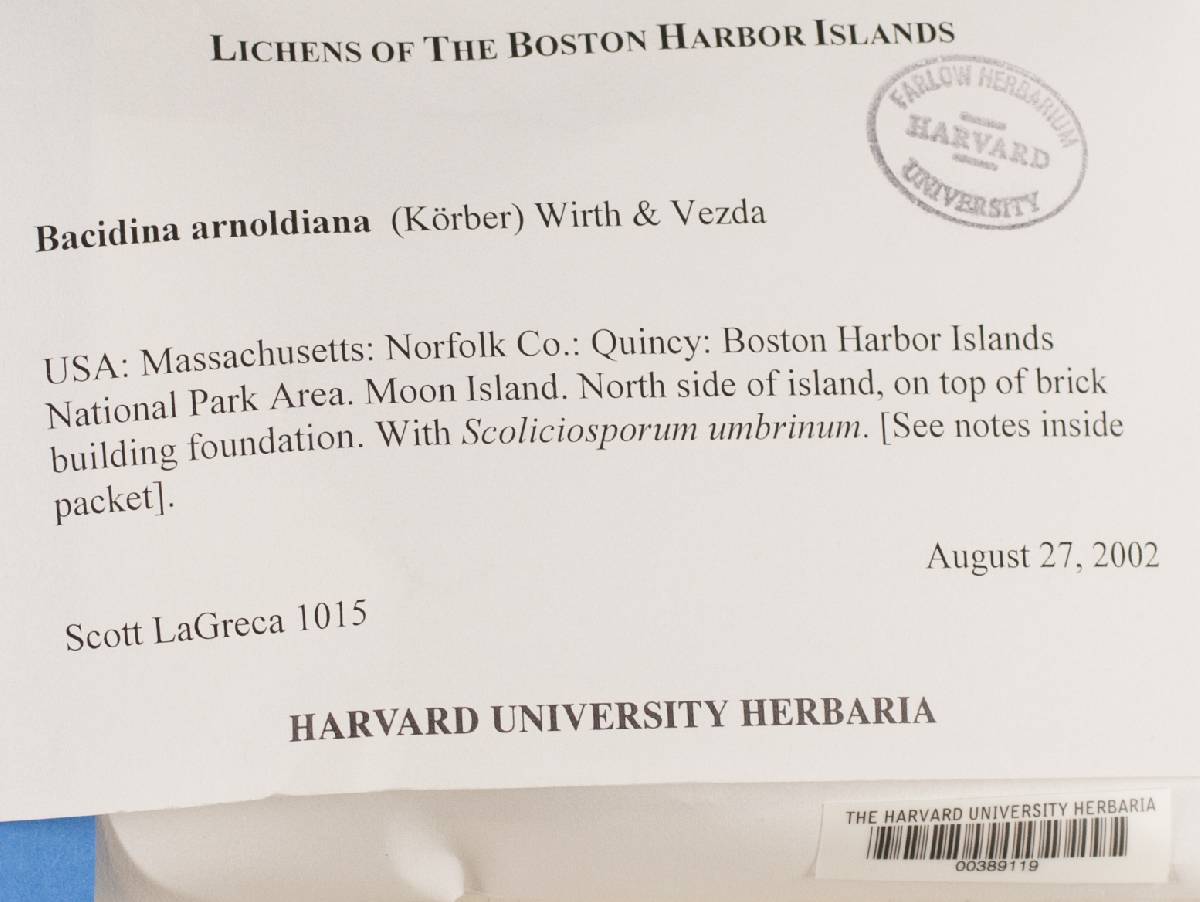 LICHENS OF THE BOSTON HARBOR ISLANDS
FARLOW HERBARIUM
HARVARD
UNIVERSITY
Bacidina arnoldiana (Körber) Wirth & Vezda
USA: Massachusetts: Norfolk Co.: Quincy: Boston Harbor Islands
National Park Area. Moon Island. North side of island, on top of brick
building foundation. With Scoliciosporum umbrinum. [See notes inside
packet].
August 27, 2002
Scott LaGreca 1015
HARVARD UNIVERSITY HERBARIA
THE HARVARD UNIVERSITY HERBARIA
00389119